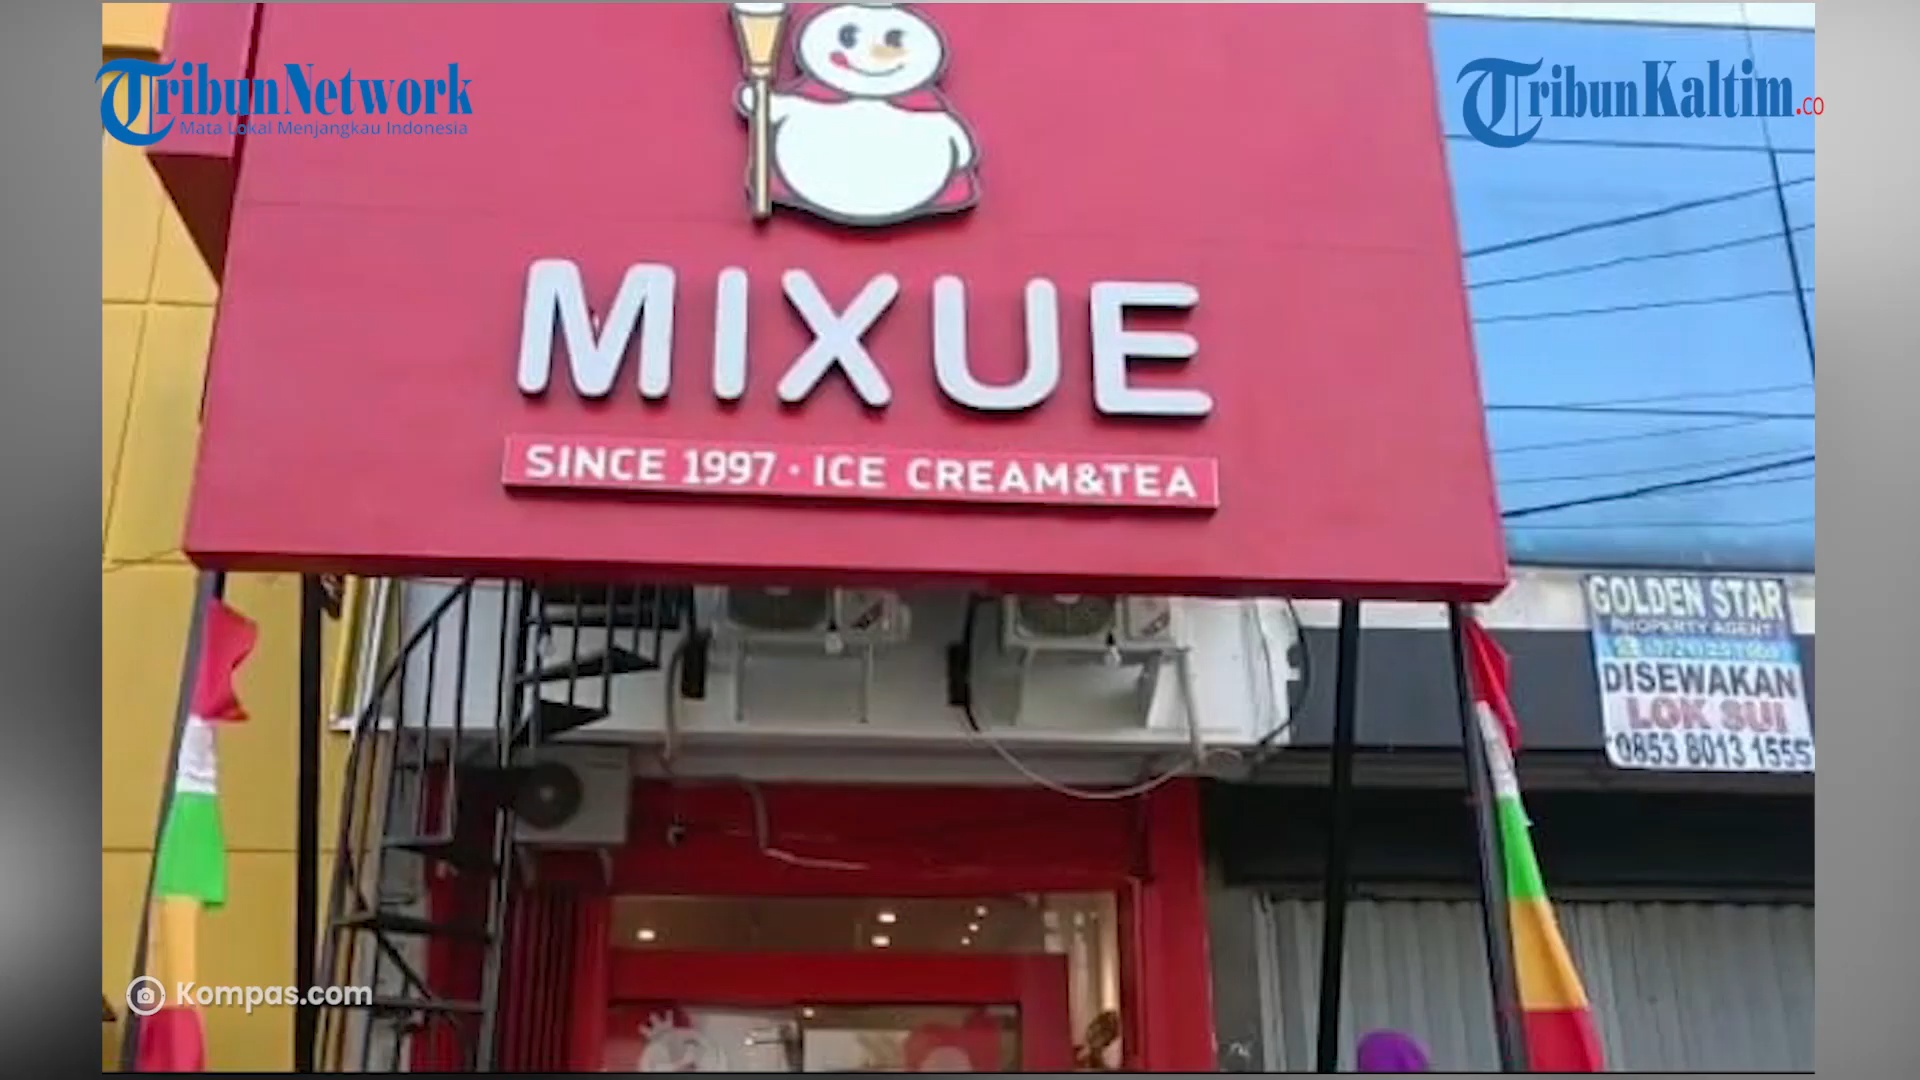 TribunNetwork
Mata Lokal Menjangkau Indonesia
TribunKaltim.co
MIXUE
SINCE 1997 · ICE CREAM&TEA
GOLDEN STAR
PROPERTY AGENT
DISEWAKAN
LOK SUI
0853 8013 1555
Kompas.com